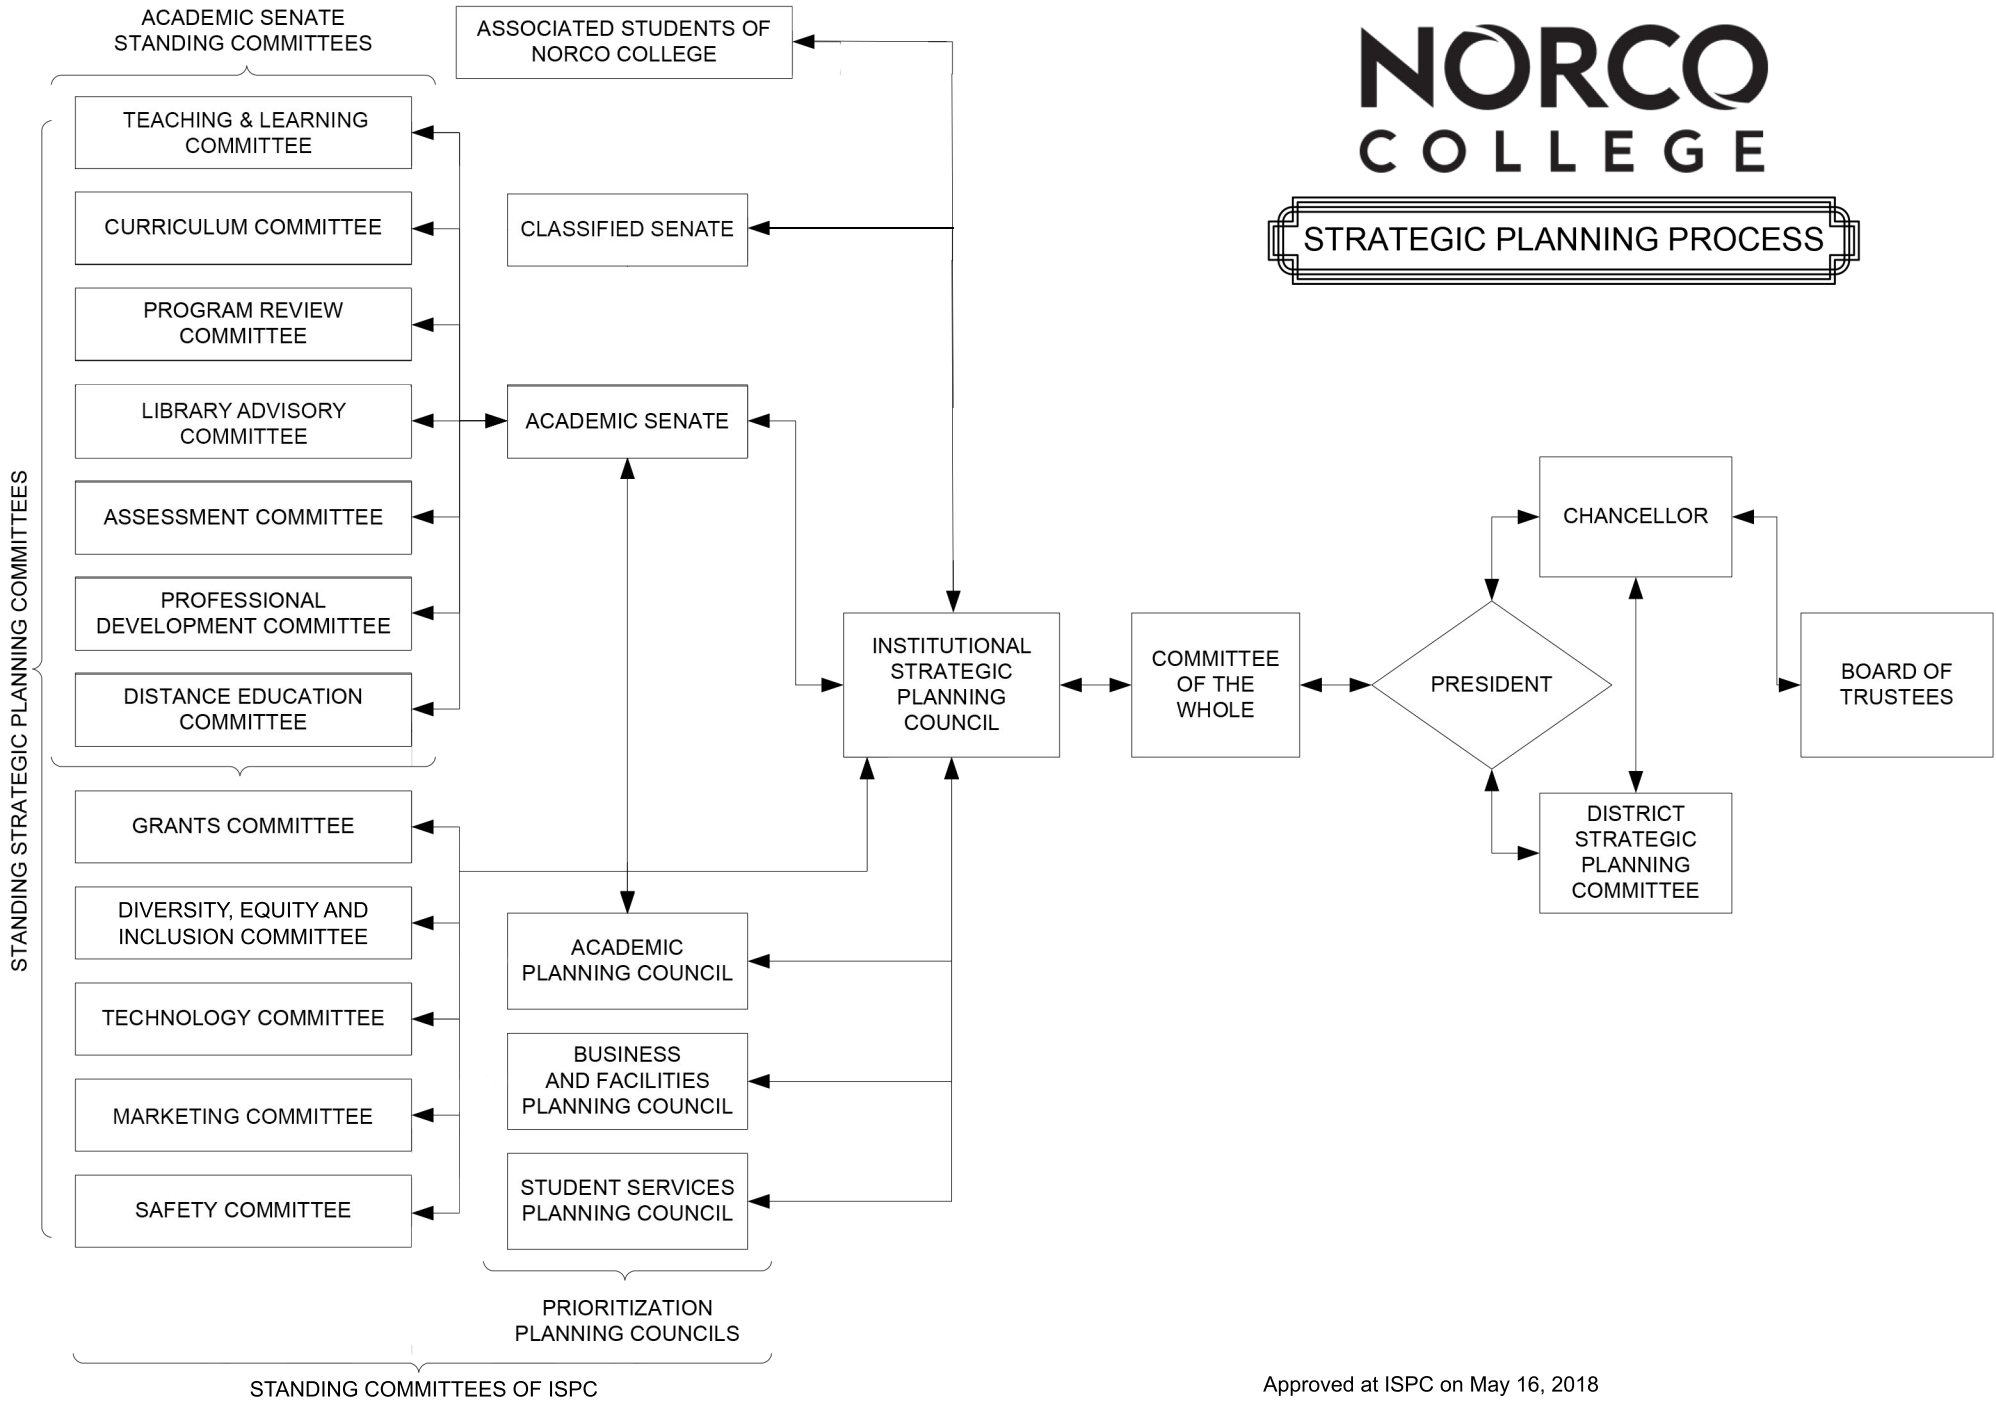 ACADEMIC SENATE
STANDING COMMITTEES
ASSOCIATED STUDENTS OF
NORCO COLLEGE
NORCO
COLLEGE
STRATEGIC PLANNING PROCESS
STANDING STRATEGIC PLANNING COMMITTEES
TEACHING & LEARNING
COMMITTEE
CURRICULUM COMMITTEE
CLASSIFIED SENATE
PROGRAM REVIEW
COMMITTEE
LIBRARY ADVISORY
COMMITTEE
ACADEMIC SENATE
ASSESSMENT COMMITTEE
PROFESSIONAL
DEVELOPMENT COMMITTEE
DISTANCE EDUCATION
COMMITTEE
INSTITUTIONAL
STRATEGIC
PLANNING
COUNCIL
COMMITTEE
OF THE
WHOLE
PRESIDENT
CHANCELLOR
BOARD OF
TRUSTEES
DISTRICT
STRATEGIC
PLANNING
COMMITTEE
GRANTS COMMITTEE
DIVERSITY, EQUITY AND
INCLUSION COMMITTEE
TECHNOLOGY COMMITTEE
MARKETING COMMITTEE
SAFETY COMMITTEE
ACADEMIC
PLANNING COUNCIL
BUSINESS
AND FACILITIES
PLANNING COUNCIL
STUDENT SERVICES
PLANNING COUNCIL
PRIORITIZATION
PLANNING COUNCILS
STANDING COMMITTEES OF ISPC
Approved at ISPC on May 16, 2018